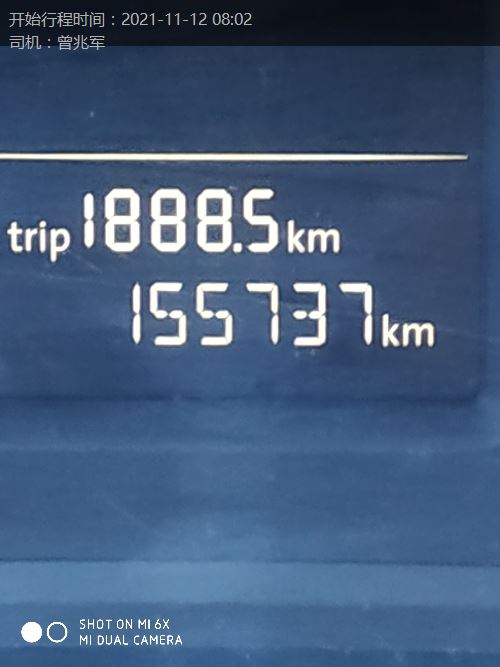 开始行程时间：2021-11-12 08:02
司机：曾兆军
trip 1888.5 km
155737 km
SHOT ON MI 6X
MI DUAL CAMERA